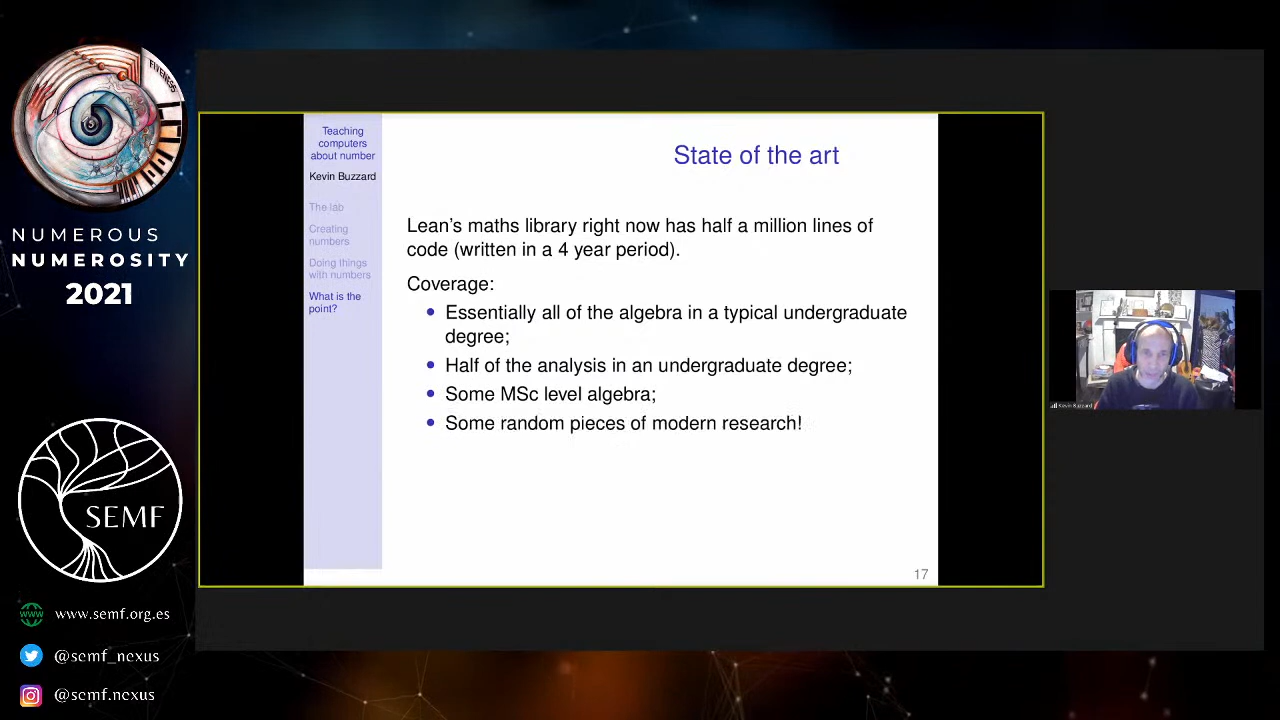 FIVENESS
NUMEROUS
NUMEROSITY
2021
SEMF
www.semf.org.es
@semf_nexus
@semf.nexus
Teaching
computers
about number
Kevin Buzzard
The lab
Creating
numbers
Doing things
with numbers
What is the
point?
State of the art
Lean's maths library right now has half a million lines of
code (written in a 4 year period).
Coverage:
• Essentially all of the algebra in a typical undergraduate
degree;
• Half of the analysis in an undergraduate degree;
• Some MSc level algebra;
• Some random pieces of modern research!
17
Kevin Buzzard